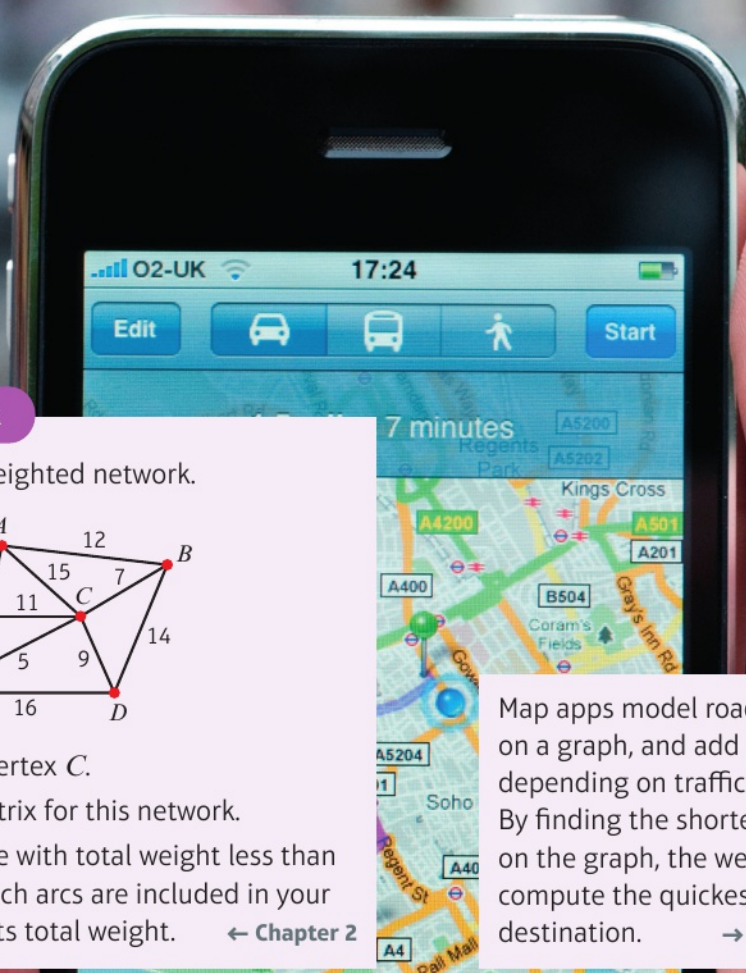 O2-UK 17:24
Edit Start
7 minutes
A5200
Regents
Park
A5202
Kings Cross
A4200
A501
A201
A400
B504
Coram's
Fields
Gray's Inn Rd
A5204
Soho
Regent St
A40
A4
Pall Mall
eighted network.
A
12
B
15
7
C
11
14
5
9
16
D
ertex C.
trix for this network.
e with total weight less than
ch arcs are included in your
ts total weight. ← Chapter 2
Map apps model road
on a graph, and add
depending on traffic
By finding the shorte
on the graph, the we
compute the quickes
destination. →